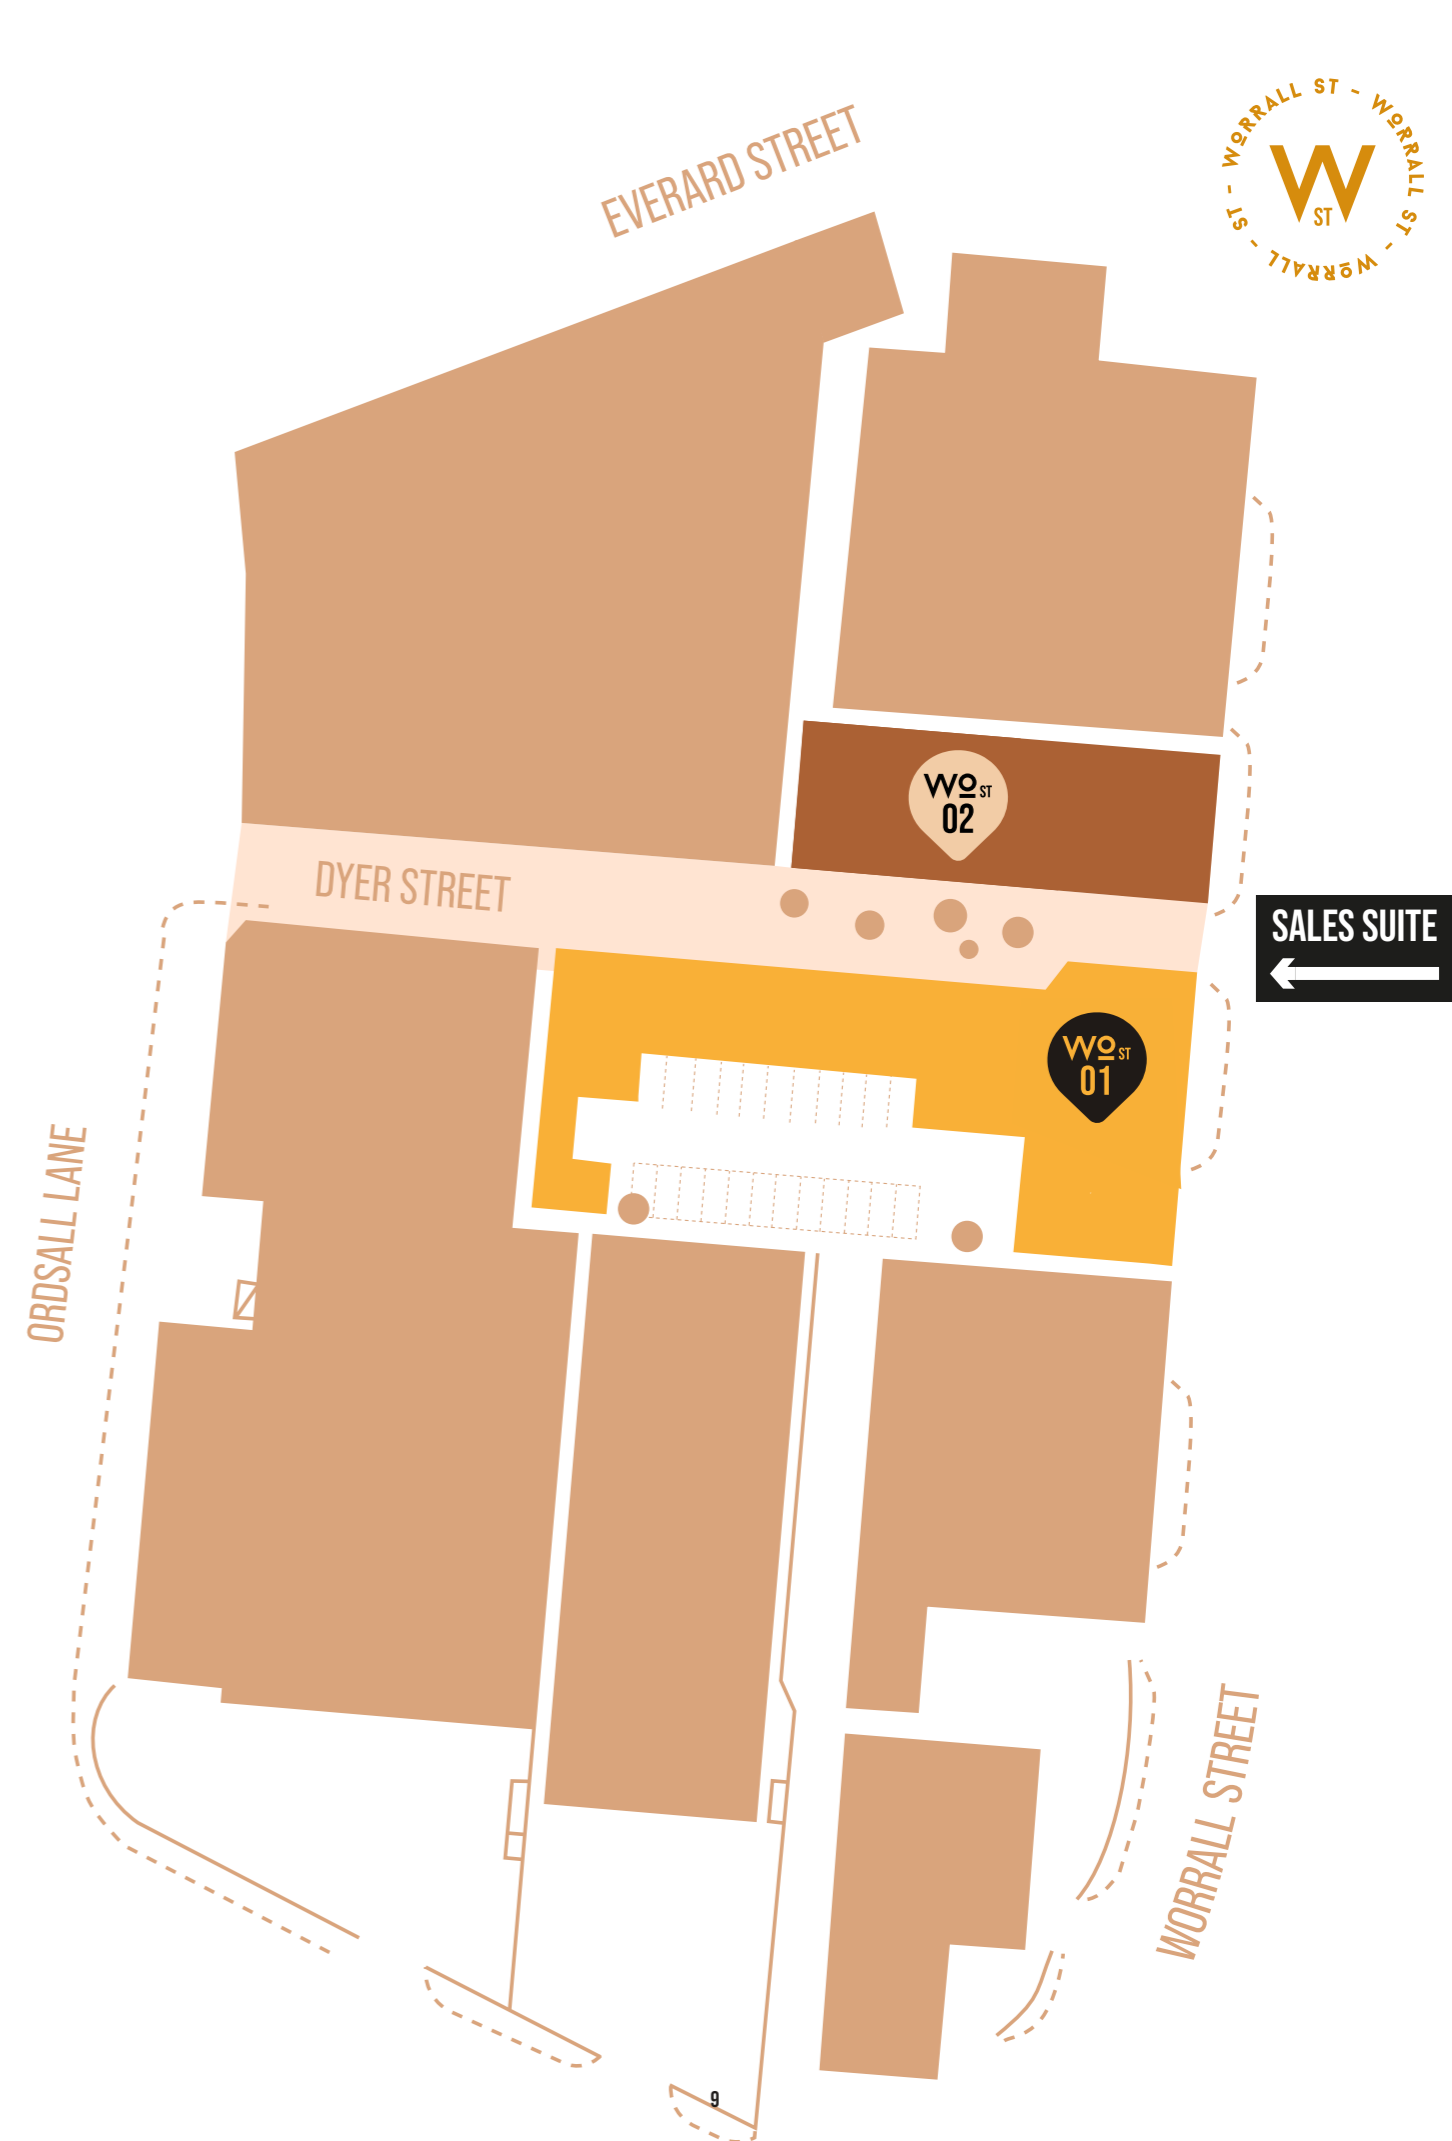 WORRALL ST - WORRALL ST - WORRALL ST -
W
ST
EVERARD STREET
WO ST
02
DYER STREET
SALES SUITE
WO ST
01
ORDSALL LANE
WORRALL STREET
9